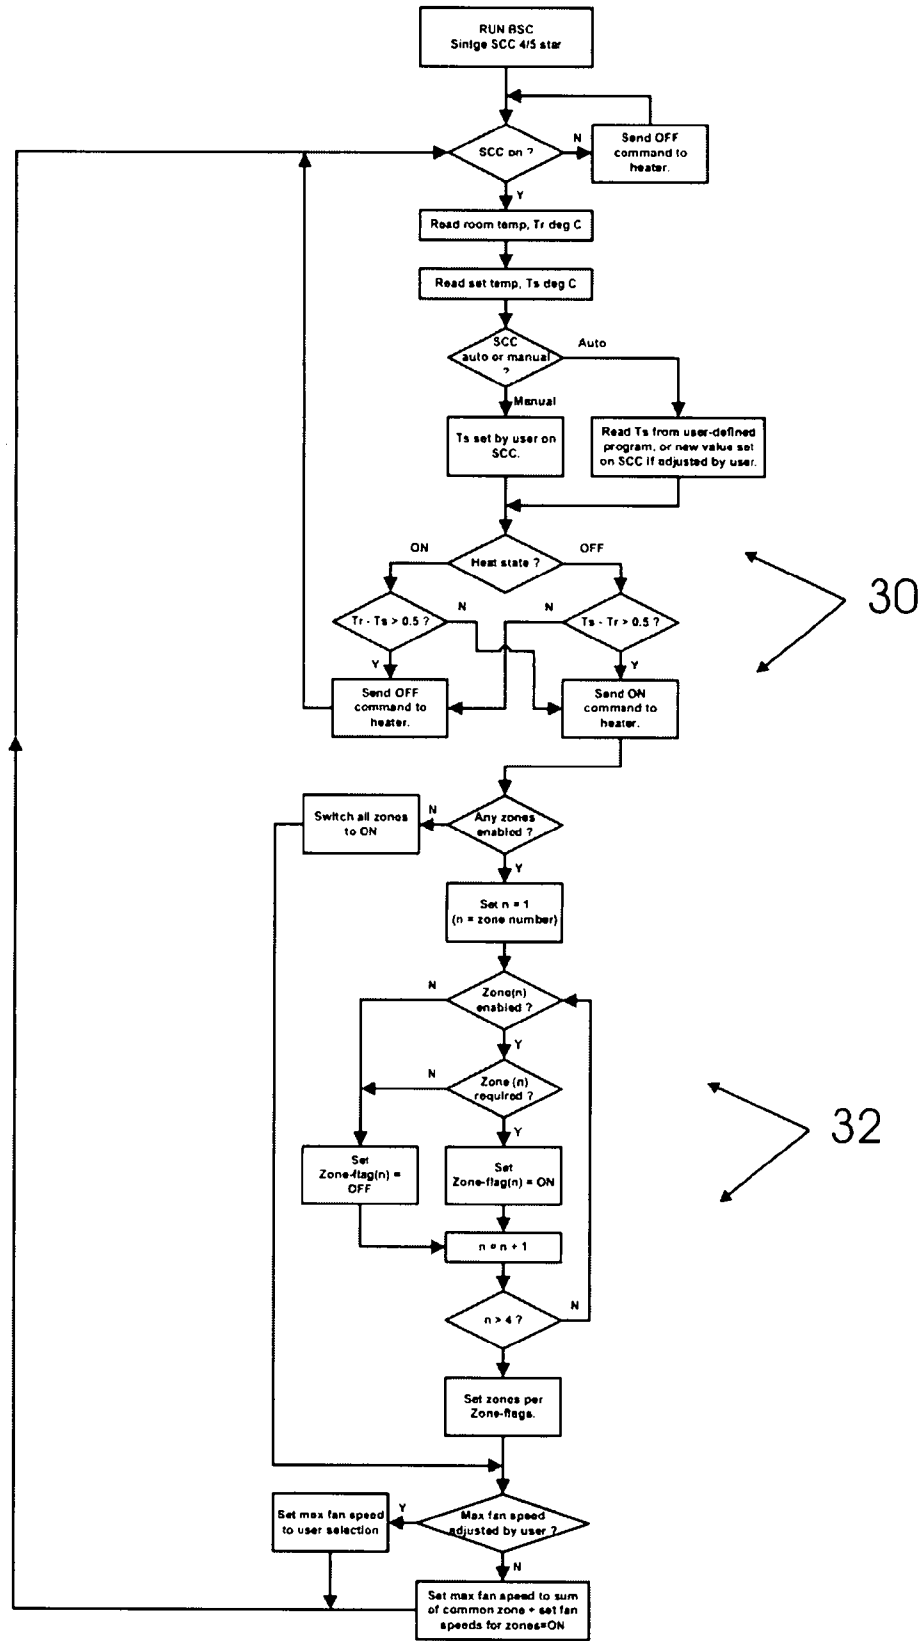 RUN BSC
Sintge SCC 4/5 star
SCC on ?
N
Send OFF
command to
heater.
Y
Read room temp, Tr deg C
Read set temp, Ts deg C
SCC
auto or manual
?
Auto
Manual
Ts set by user on
SCC.
Read Ts from user-defined
program, or new value set
on SCC if adjusted by user.
ON
Heat state ?
OFF
30
Tr - Ts > 0.5 ?
N
N
Ts - Tr > 0.5 ?
Y
Y
Send OFF
command to
heater.
Send ON
command to
heater.
Switch all zones
to ON
N
Any zones
enabled ?
Y
Set n = 1
(n = zone number)
N
Zone(n)
enabled ?
Y
N
Zone (n)
required ?
32
Y
Set
Zone-flag(n) =
OFF
Set
Zone-flag(n) = ON
n = n + 1
N
n > 4 ?
Set zones per
Zone-flags.
Set max fan speed
to user selection
Y
Max fan speed
adjusted by user ?
N
Set max fan speed to sum
of common zone + set fan
speeds for zones=ON